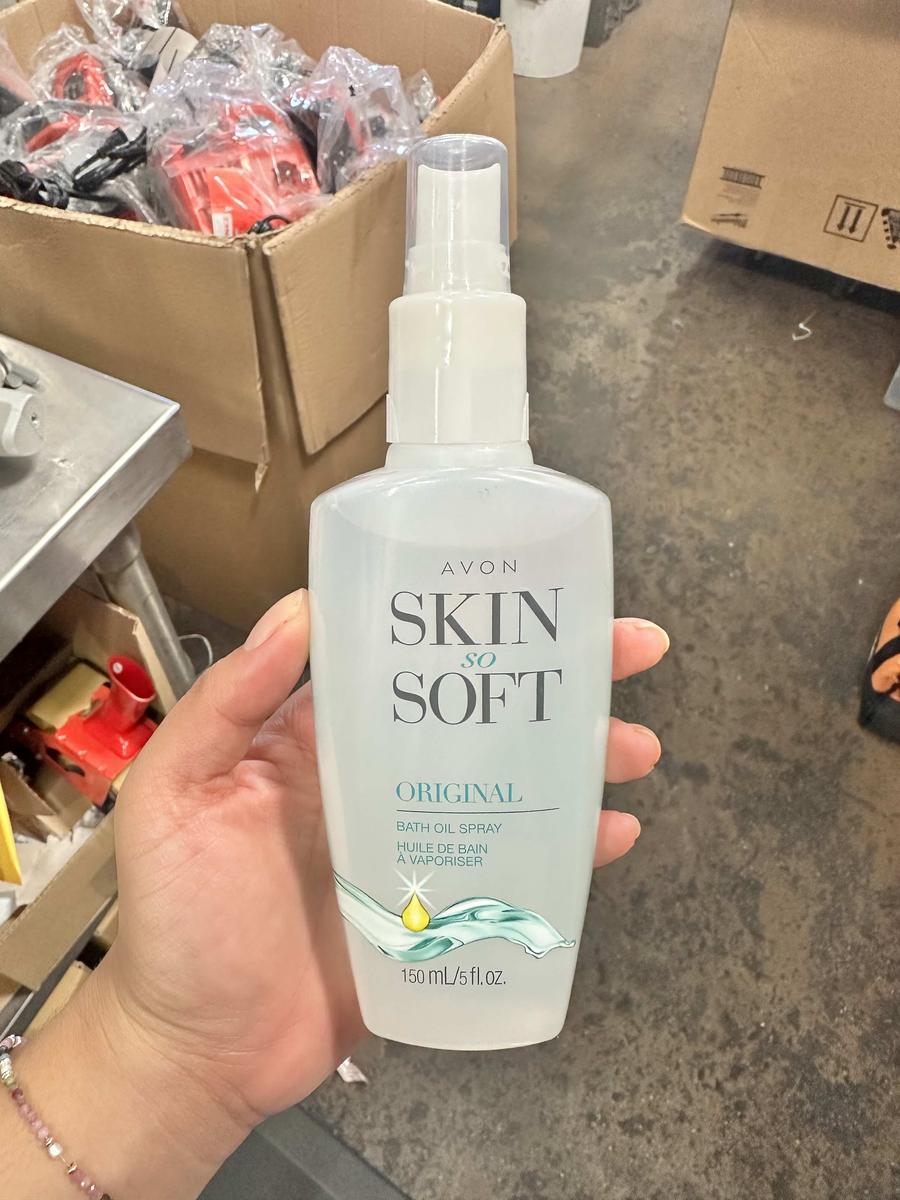 AVON
SKIN
so
SOFT
ORIGINAL
BATH OIL SPRAY
HUILE DE BAIN
À VAPORISER
150 mL/5 fl. oz.